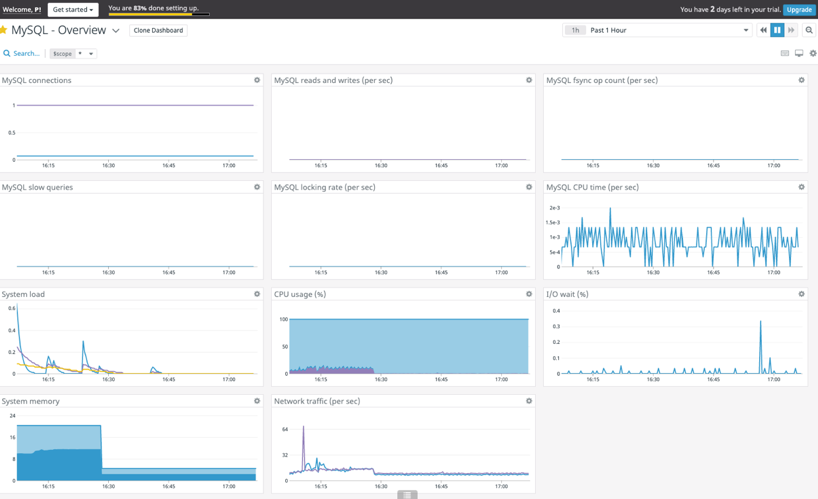 Welcome, P! Get started You are 83% done setting up. You have 2 days left in your trial. Upgrade
MySQL - Overview Clone Dashboard 1h Past 1 Hour
Search... $scope *
MySQL connections
1
0.5
0
16:15 16:30 16:45 17:00
MySQL reads and writes (per sec)
16:15 16:30 16:45 17:00
MySQL fsync op count (per sec)
16:15 16:30 16:45 17:00
MySQL slow queries
16:15 16:30 16:45 17:00
MySQL locking rate (per sec)
16:15 16:30 16:45 17:00
MySQL CPU time (per sec)
2e-3
1.5e-3
1e-3
5e-4
0
16:15 16:30 16:45 17:00
System load
0.6
0.4
0.2
0
16:15 16:30 16:45 17:00
CPU usage (%)
100
50
0
16:15 16:30 16:45 17:00
I/O wait (%)
0.4
0.3
0.2
0.1
0
16:15 16:30 16:45 17:00
System memory
24
16
8
0
16:15 16:30 16:45 17:00
Network traffic (per sec)
64
32
0
16:15 16:30 16:45 17:00